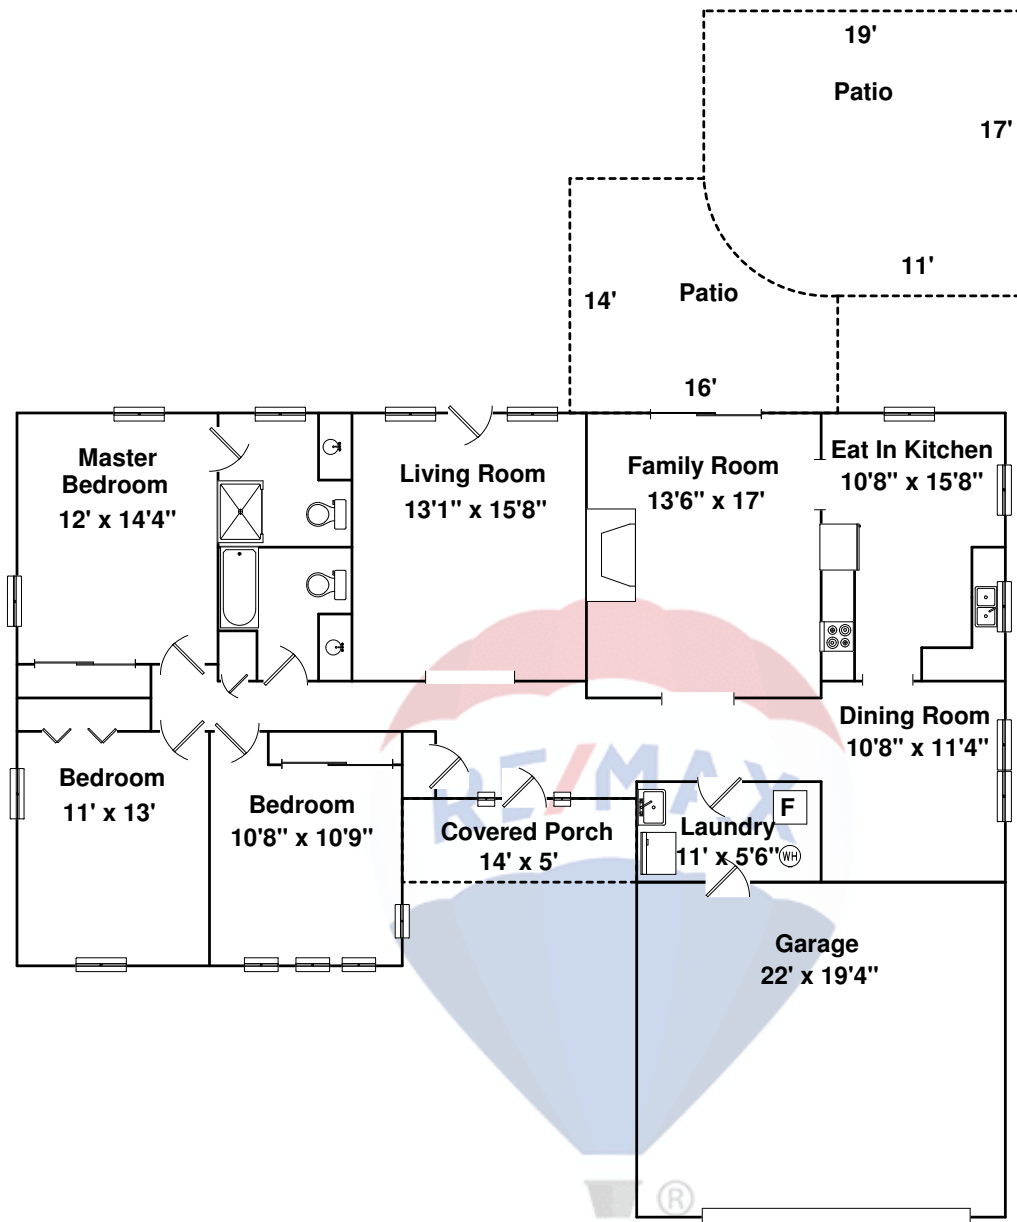 19'
Patio
17'
11'
14'
Patio
16'
Master
Bedroom
12' x 14'4"
Living Room
13'1" x 15'8"
Family Room
13'6" x 17'
Eat In Kitchen
10'8" x 15'8"
Dining Room
10'8" x 11'4"
Bedroom
11' x 13'
Bedroom
10'8" x 10'9"
RE/MAX
Covered Porch
14' x 5'
Laundry
11' x 5'6"
F
WH
Garage
22' x 19'4"
®